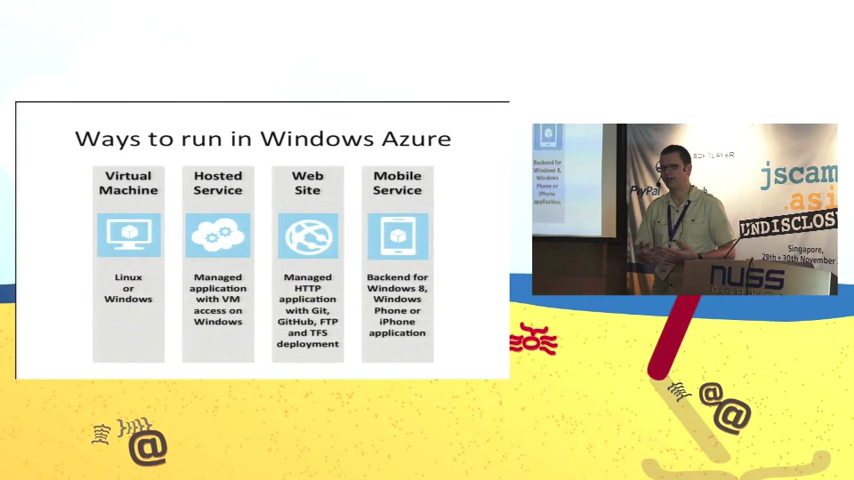 Ways to run in Windows Azure
Virtual
Machine
Linux
or
Windows
Hosted
Service
Managed
application
with VM
access on
Windows
Web
Site
Managed
HTTP
application
with Git,
GitHub, FTP
and TFS
deployment
Mobile
Service
Backend for
Windows 8,
Windows
Phone or
iPhone
application
Backend for
Windows 8,
Windows
Phone or
iPhone
application
PayPal
jscam
.asi
UNDISCLOS
Singapore,
29th + 30th November
nuss
@
@
@